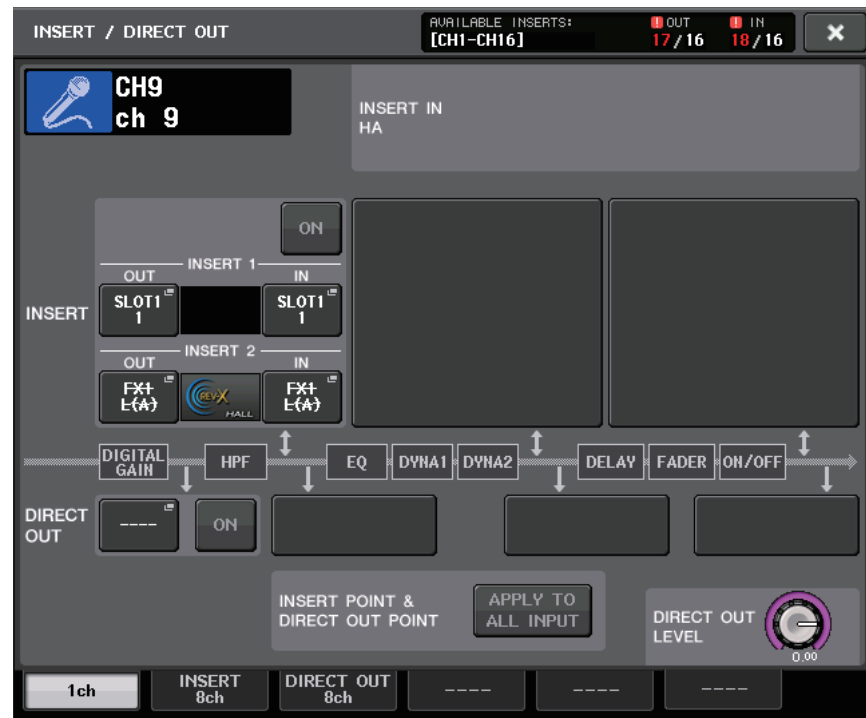 INSERT / DIRECT OUT
AVAILABLE INSERTS:
[CH1-CH16]
! OUT
17/16
! IN
18/16
×
CH9
ch 9
INSERT IN
HA
ON
INSERT 1
OUT
IN
INSERT
SLOT1
1
SLOT1
1
INSERT 2
OUT
IN
FX1
L(A)
REV-X
HALL
FX1
L(A)
DIGITAL
GAIN
HPF
EQ
DYNA1
DYNA2
DELAY
FADER
ON/OFF
DIRECT
OUT
----
ON
INSERT POINT &
DIRECT OUT POINT
APPLY TO
ALL INPUT
DIRECT OUT
LEVEL
0.00
1ch
INSERT
8ch
DIRECT OUT
8ch
----
----
----